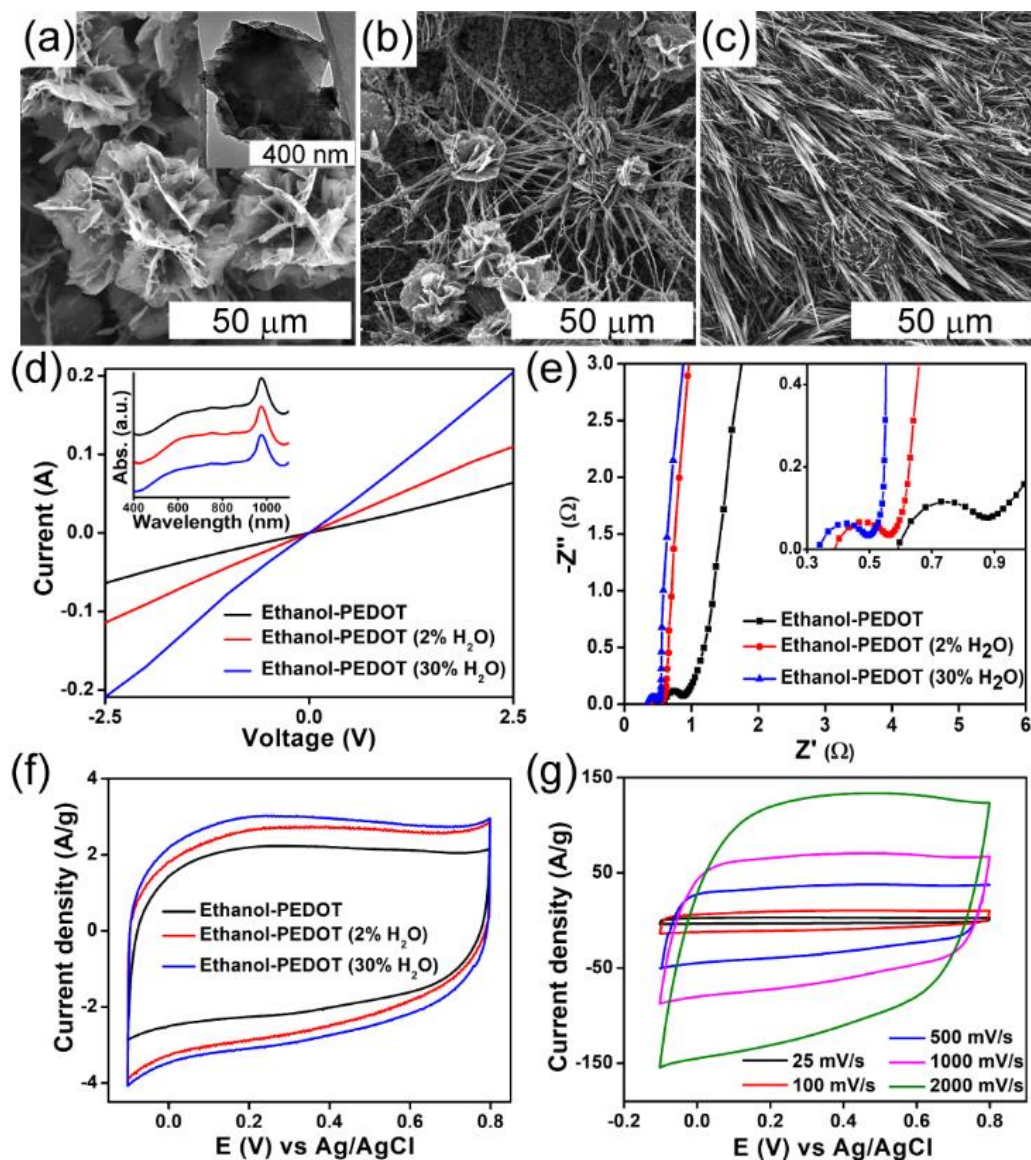 (a)
400 nm
50 μm
(b)
50 μm
(c)
50 μm
(d)
0.2
0.1
0.0
-0.1
-0.2
Current (A)
-2.5
0.0
2.5
Voltage (V)
Abs. (a.u.)
400
600
800
1000
Wavelength (nm)
Ethanol-PEDOT
Ethanol-PEDOT (2% H₂O)
Ethanol-PEDOT (30% H₂O)
(e)
3.0
2.5
2.0
1.5
1.0
0.5
0.0
-Z'' (Ω)
0
1
2
3
4
5
6
Z' (Ω)
0.4
0.2
0.0
0.3
0.5
0.7
0.9
Ethanol-PEDOT
Ethanol-PEDOT (2% H₂O)
Ethanol-PEDOT (30% H₂O)
(f)
4
2
0
-2
-4
Current density (A/g)
0.0
0.2
0.4
0.6
0.8
E (V) vs Ag/AgCl
Ethanol-PEDOT
Ethanol-PEDOT (2% H₂O)
Ethanol-PEDOT (30% H₂O)
(g)
150
50
-50
-150
Current density (A/g)
-0.2
0.0
0.2
0.4
0.6
0.8
E (V) vs Ag/AgCl
25 mV/s
100 mV/s
500 mV/s
1000 mV/s
2000 mV/s